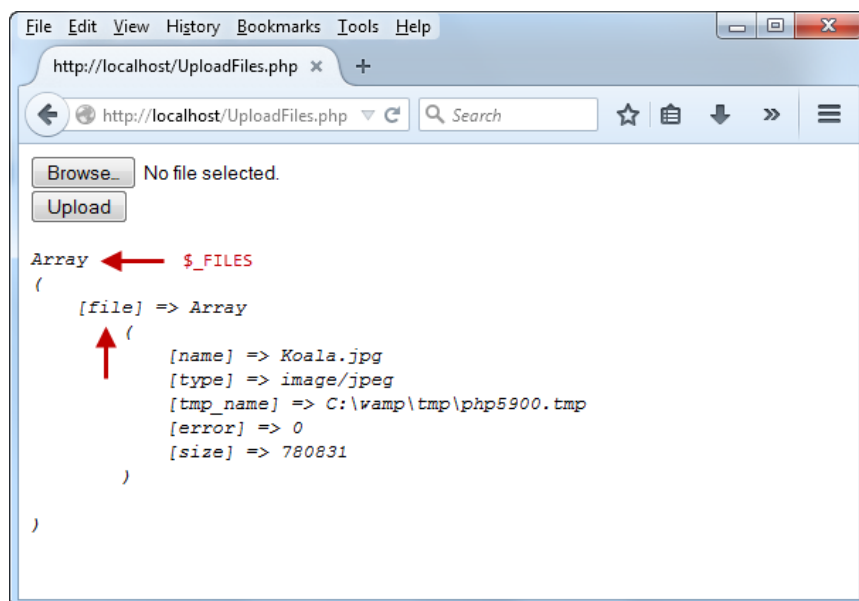 File Edit View History Bookmarks Tools Help
http://localhost/UploadFiles.php
http://localhost/UploadFiles.php Search
Browse… No file selected.
Upload
Array $_FILES
(
[file] => Array
(
[name] => Koala.jpg
[type] => image/jpeg
[tmp_name] => C:\wamp\tmp\php5900.tmp
[error] => 0
[size] => 780831
)
)